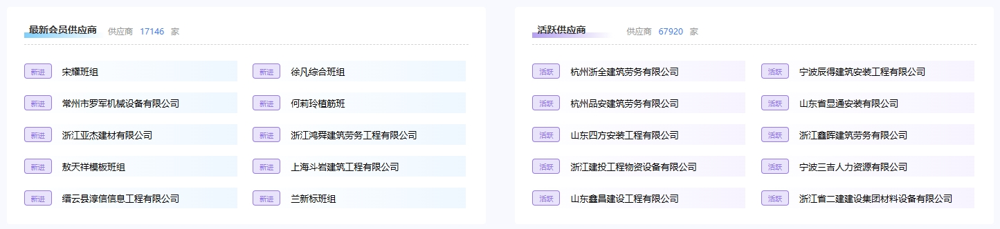 最新会员供应商 供应商 17146 家
新进 宋耀班组
新进 徐凡综合班组
新进 常州市罗军机械设备有限公司
新进 何莉玲植筋班
新进 浙江亚杰建材有限公司
新进 浙江鸿舜建筑劳务工程有限公司
新进 敖天祥模板班组
新进 上海斗岩建筑工程有限公司
新进 缙云县淳信信息工程有限公司
新进 兰新标班组
活跃供应商 供应商 67920 家
活跃 杭州浙全建筑劳务有限公司
活跃 宁波辰得建筑安装工程有限公司
活跃 杭州品安建筑劳务有限公司
活跃 山东省显通安装有限公司
活跃 山东四方安装工程有限公司
活跃 浙江鑫晖建筑劳务有限公司
活跃 浙江建投工程物资设备有限公司
活跃 宁波三吉人力资源有限公司
活跃 山东鑫昌建设工程有限公司
活跃 浙江省二建建设集团材料设备有限公司